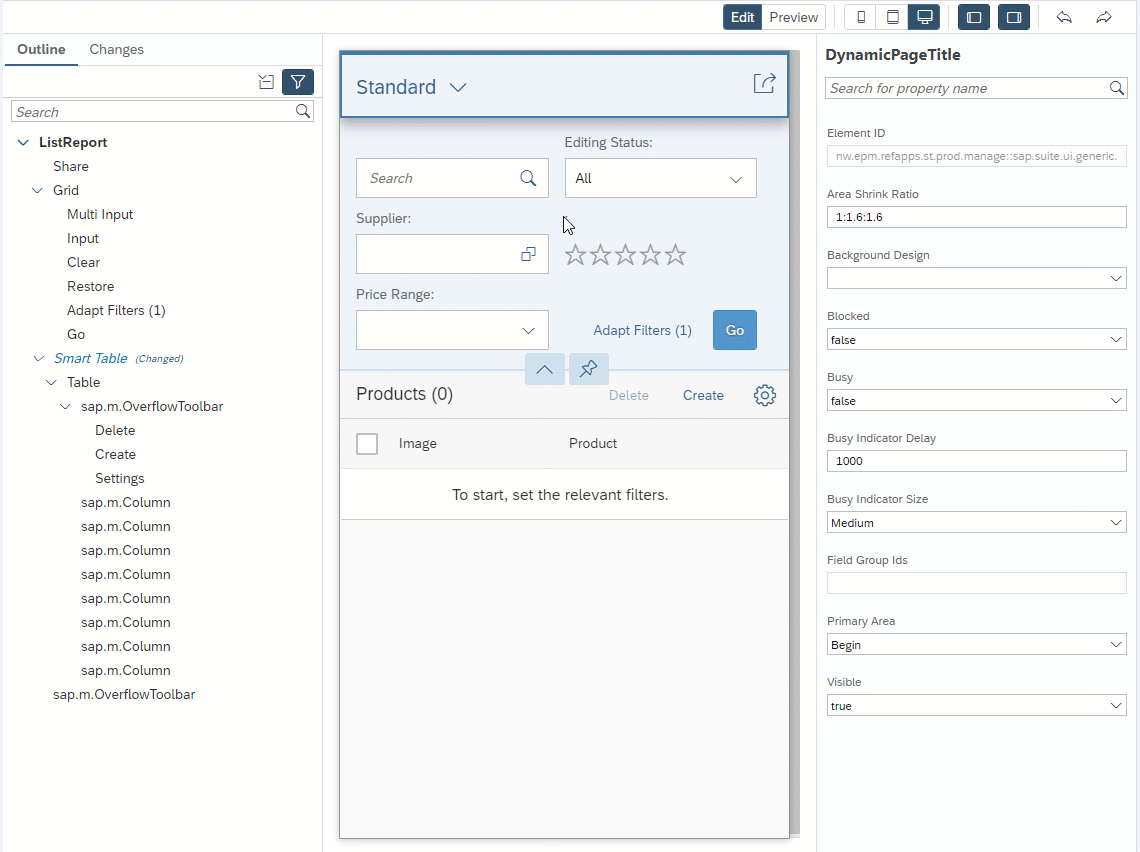 Edit
Preview
Outline
Changes
Search
ListReport
Share
Grid
Multi Input
Input
Clear
Restore
Adapt Filters (1)
Go
Smart Table (Changed)
Table
sap.m.OverflowToolbar
Delete
Create
Settings
sap.m.Column
sap.m.Column
sap.m.Column
sap.m.Column
sap.m.Column
sap.m.Column
sap.m.Column
sap.m.Column
sap.m.OverflowToolbar
Standard
Editing Status:
Search
All
Supplier:
Price Range:
Adapt Filters (1)
Go
Products (0)
Delete
Create
Image
Product
To start, set the relevant filters.
DynamicPageTitle
Search for property name
Element ID
nw.epm.refapps.st.prod.manage::sap.suite.ui.generic.
Area Shrink Ratio
1:1.6:1.6
Background Design
Blocked
false
Busy
false
Busy Indicator Delay
1000
Busy Indicator Size
Medium
Field Group Ids
Primary Area
Begin
Visible
true